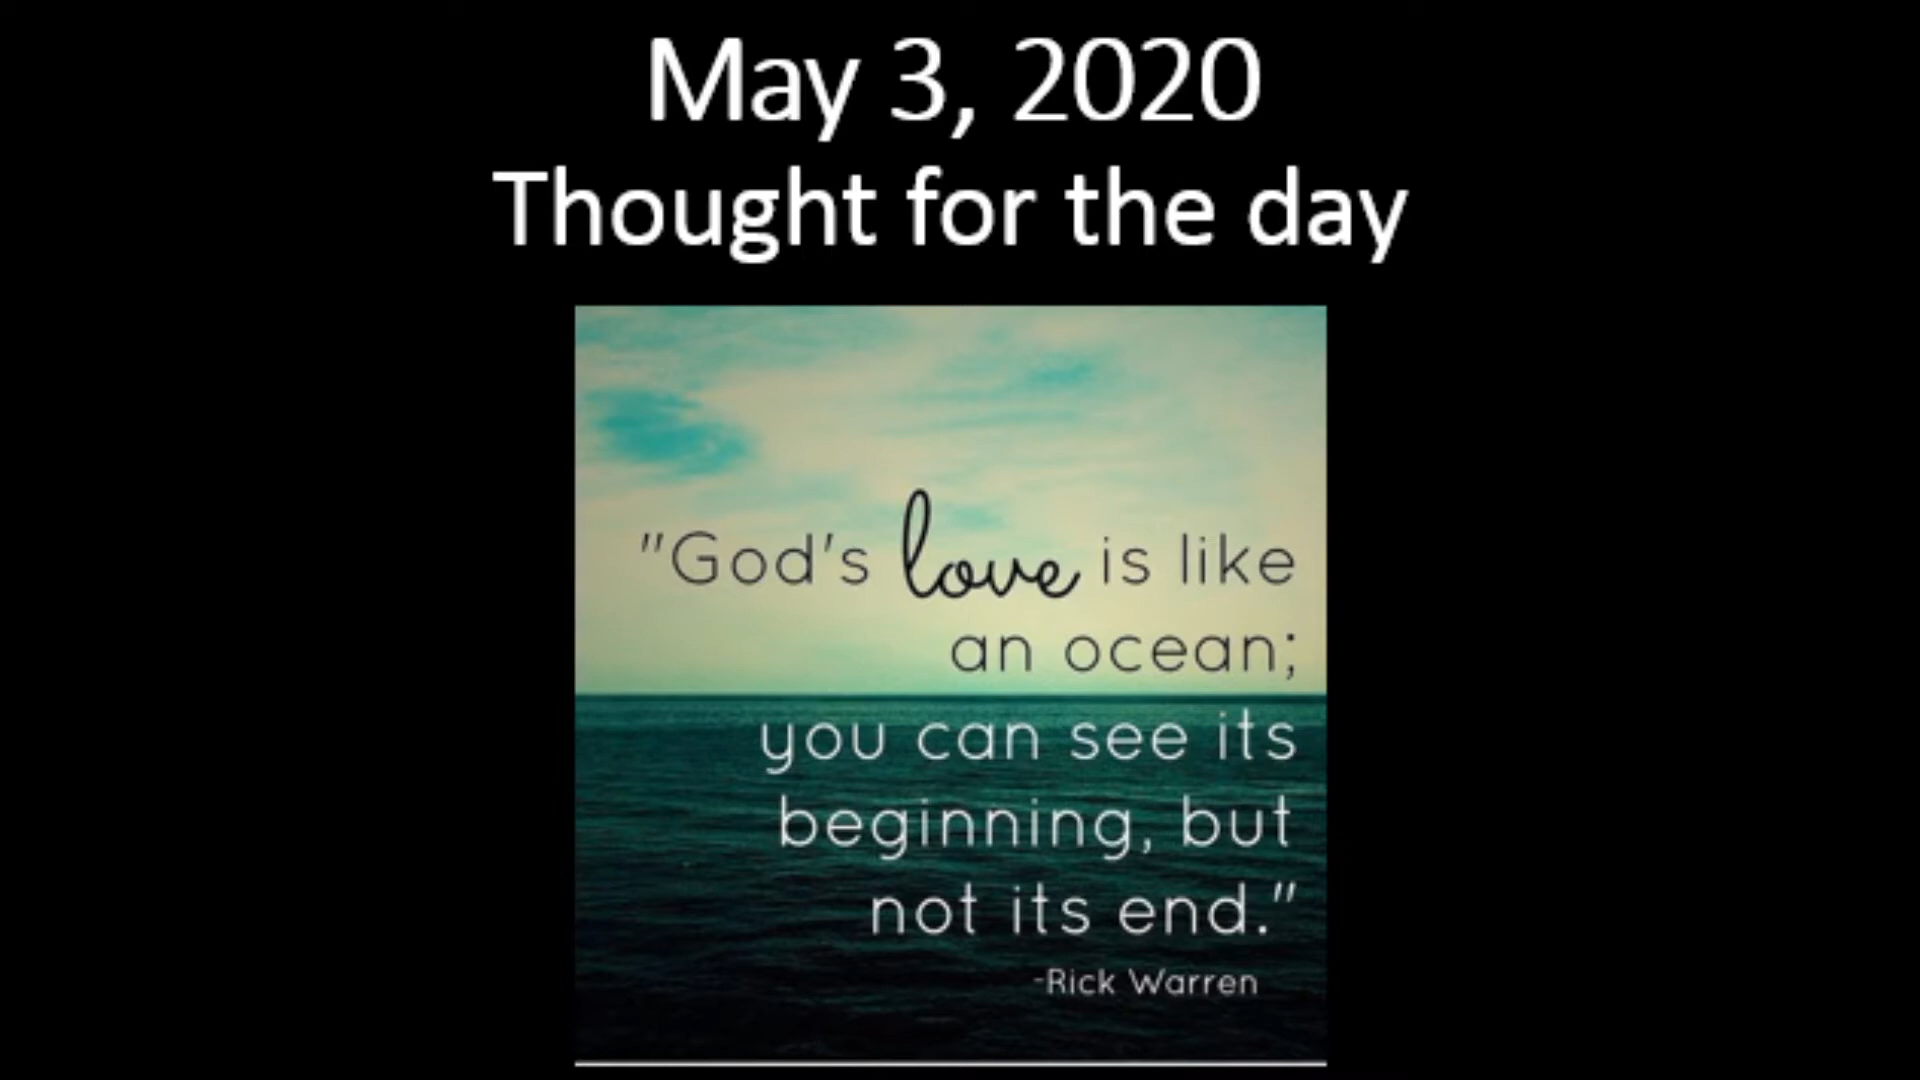 May 3, 2020
Thought for the day
"God's love is like
an ocean;
you can see its
beginning, but
not its end."
-Rick Warren